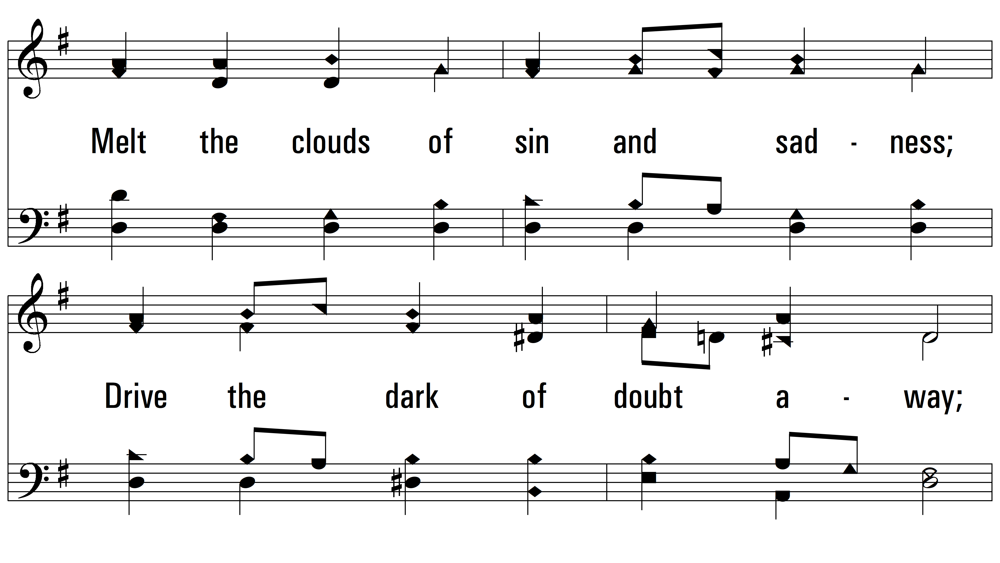 Melt the clouds of sin and sad - ness;
Drive the dark of doubt a - way;